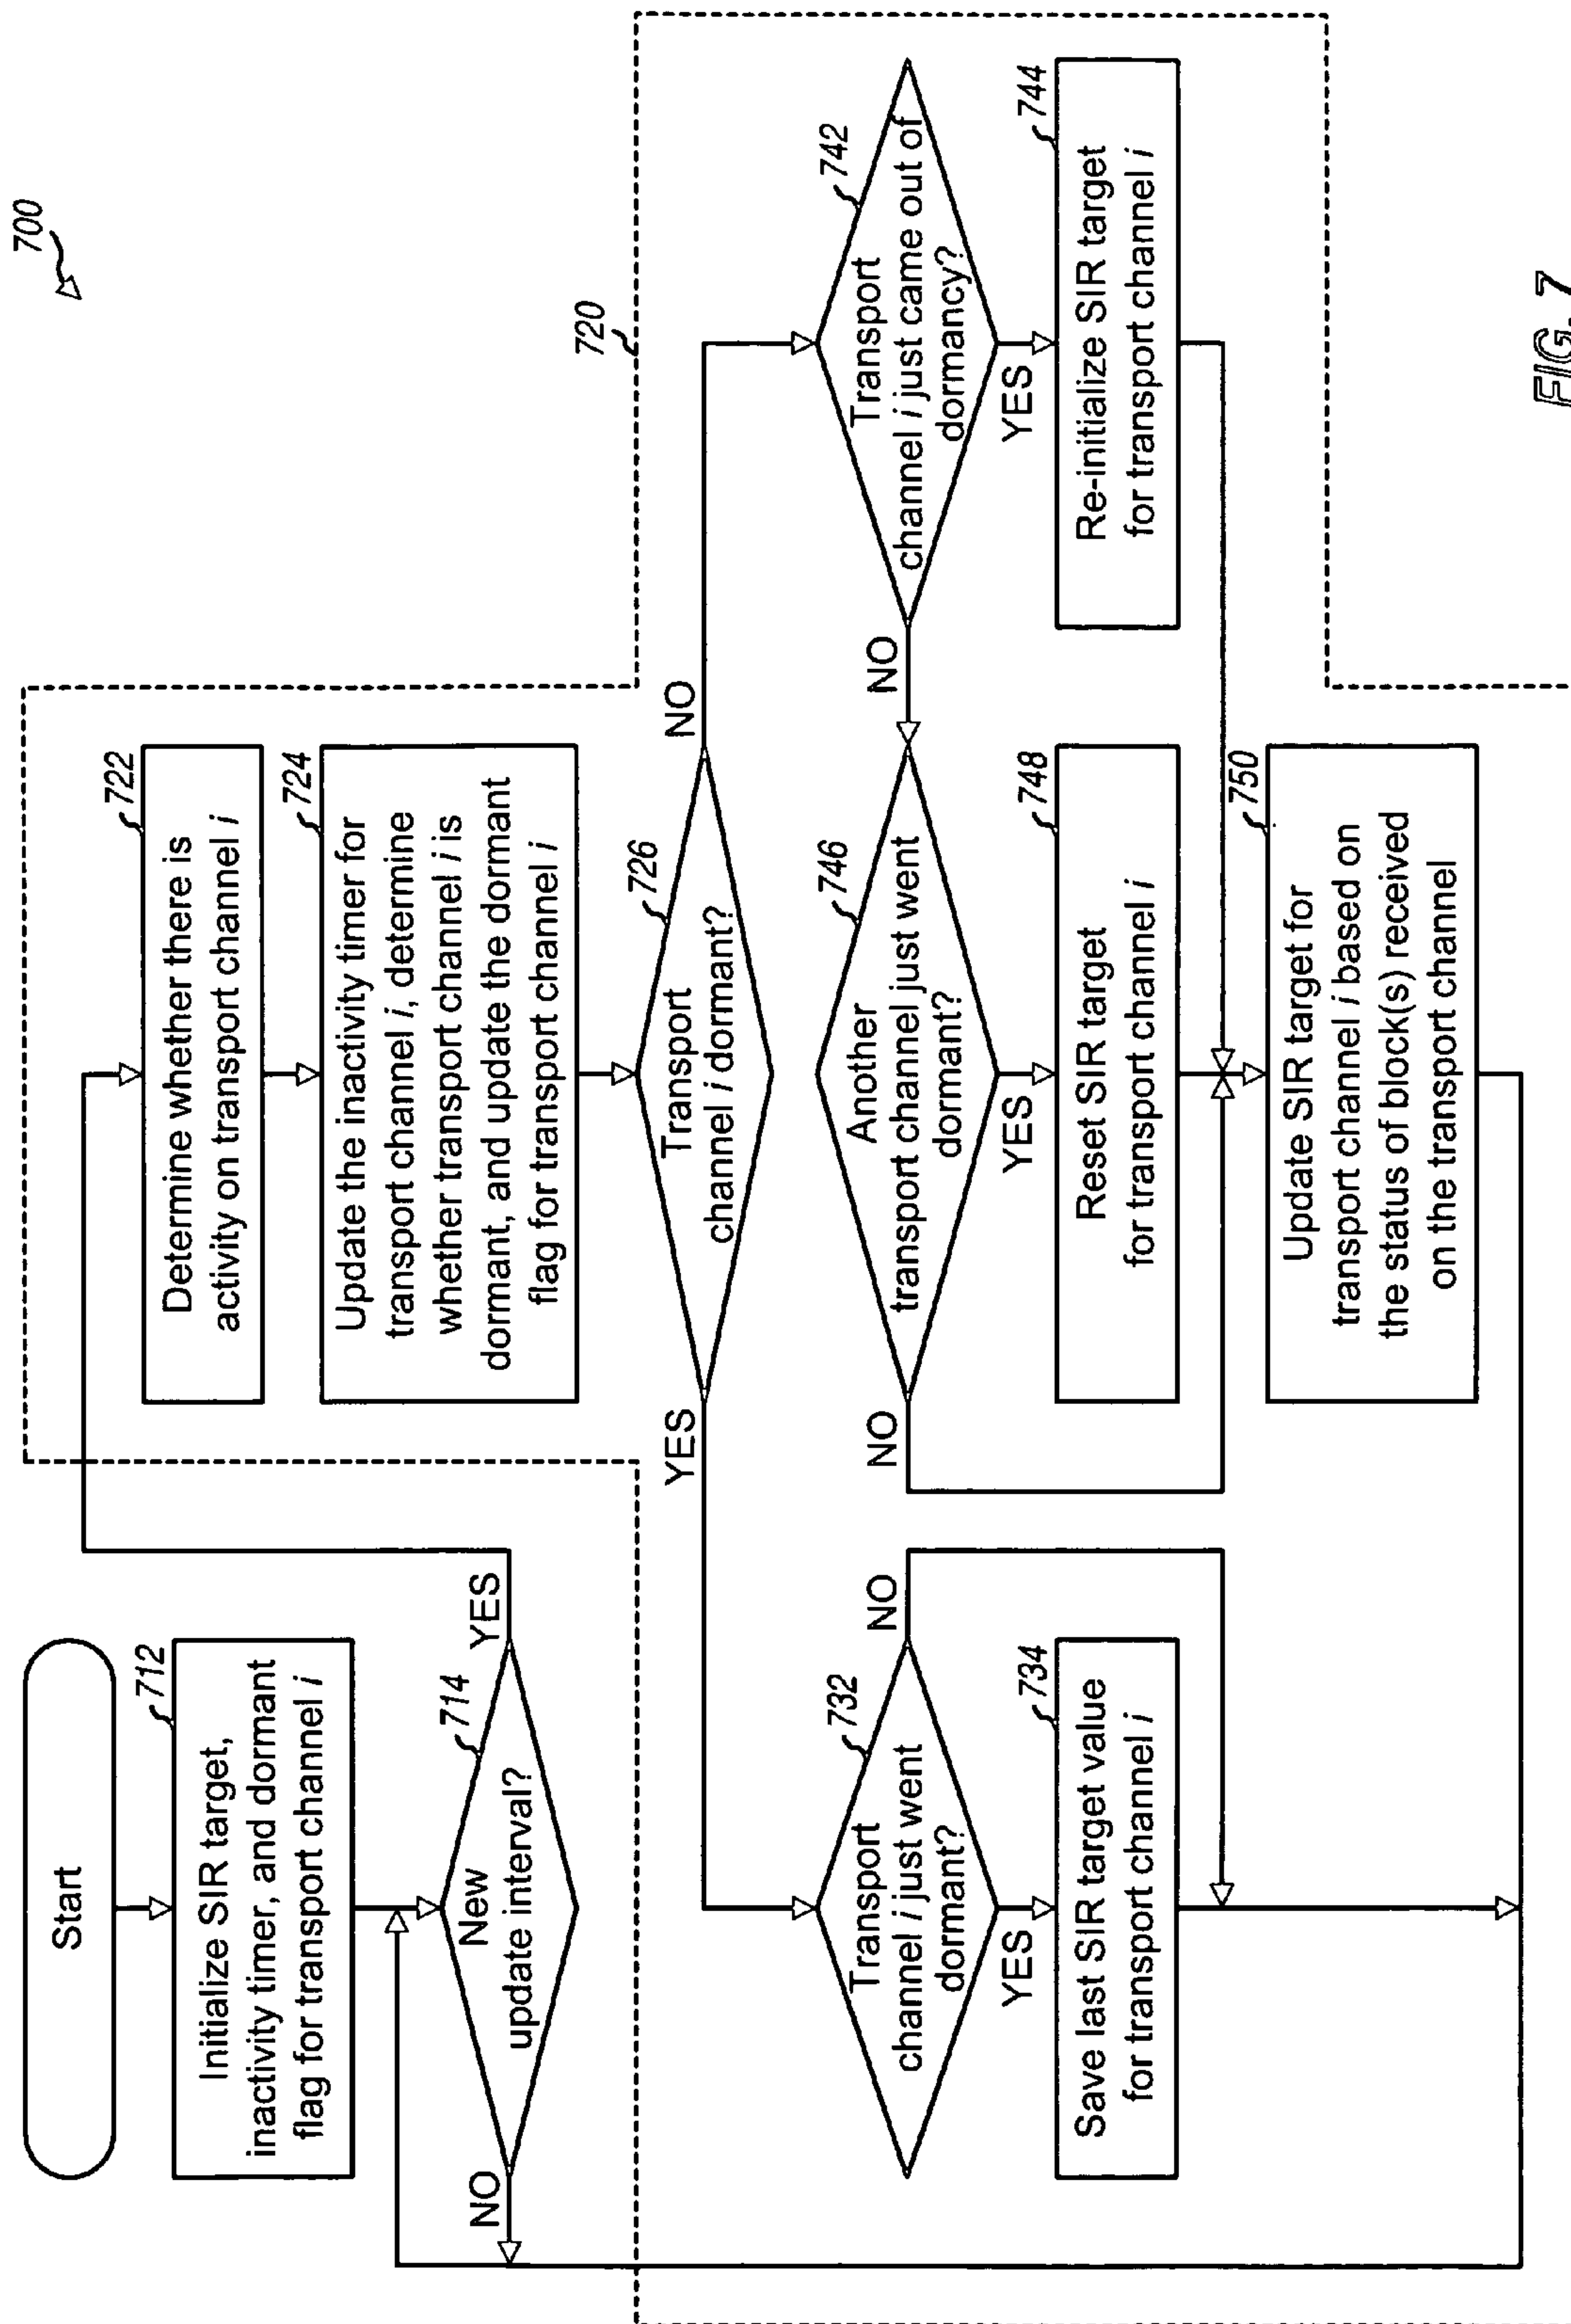 700
Start
712
Initialize SIR target,
inactivity timer, and dormant
flag for transport channel i
714
New
update interval?
NO
YES
720
722
Determine whether there is
activity on transport channel i
724
Update the inactivity timer for
transport channel i, determine
whether transport channel i is
dormant, and update the dormant
flag for transport channel i
726
Transport
channel i dormant?
YES
NO
732
Transport
channel i just went
dormant?
NO
YES
734
Save last SIR target value
for transport channel i
742
Transport
channel i just came out of
dormancy?
NO
YES
744
Re-initialize SIR target
for transport channel i
746
Another
transport channel just went
dormant?
NO
YES
748
Reset SIR target
for transport channel i
750
Update SIR target for
transport channel i based on
the status of block(s) received
on the transport channel
FIG. 7